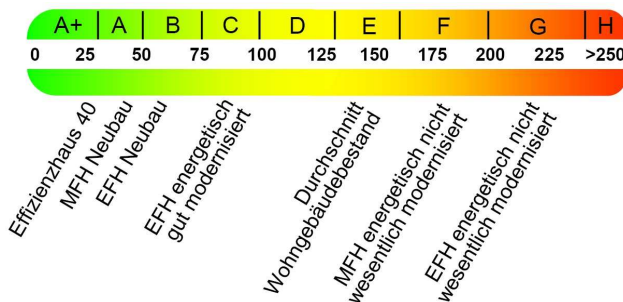 A+ A B C D E F G H
0 25 50 75 100 125 150 175 200 225 >250
Effizienzhaus 40
MFH Neubau
EFH Neubau
EFH energetisch
gut modernisiert
Durchschnitt
Wohngebäudebestand
MFH energetisch nicht
wesentlich modernisiert
EFH energetisch nicht
wesentlich modernisiert